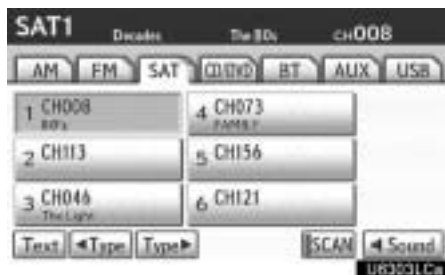 SAT1 Decades The 80s CH008
AM FM SAT CD/DVD BT AUX USB
1 CH008 4 CH073
80's FAMILY
2 CH113 5 CH156
3 CH046 6 CH121
The Light
Text ◄Type Type► SCAN ◄ Sound
U6303LCa